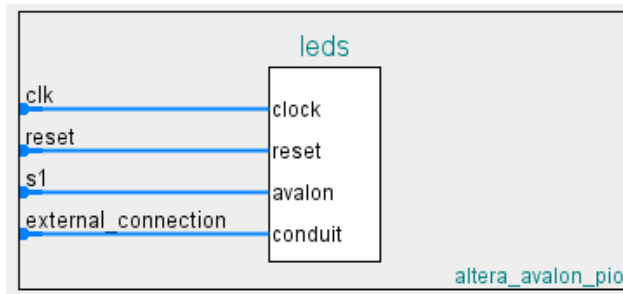 leds
clk
clock
reset
reset
s1
avalon
external_connection
conduit
altera_avalon_pio